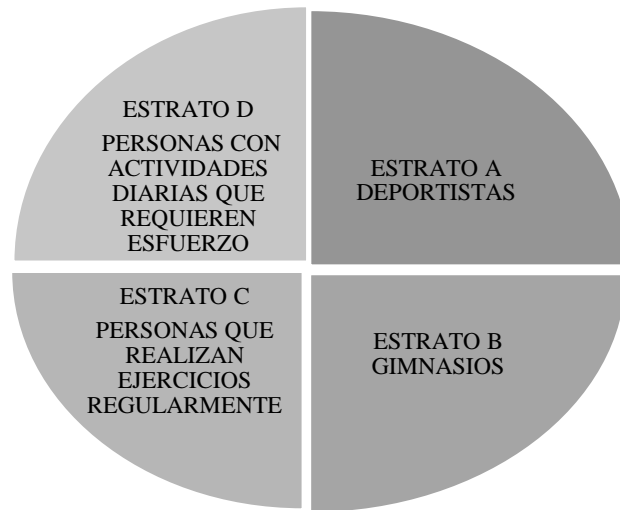 ESTRATO D
PERSONAS CON
ACTIVIDADES
DIARIAS QUE
REQUIEREN
ESFUERZO
ESTRATO A
DEPORTISTAS
ESTRATO C
PERSONAS QUE
REALIZAN
EJERCICIOS
REGULARMENTE
ESTRATO B
GIMNASIOS